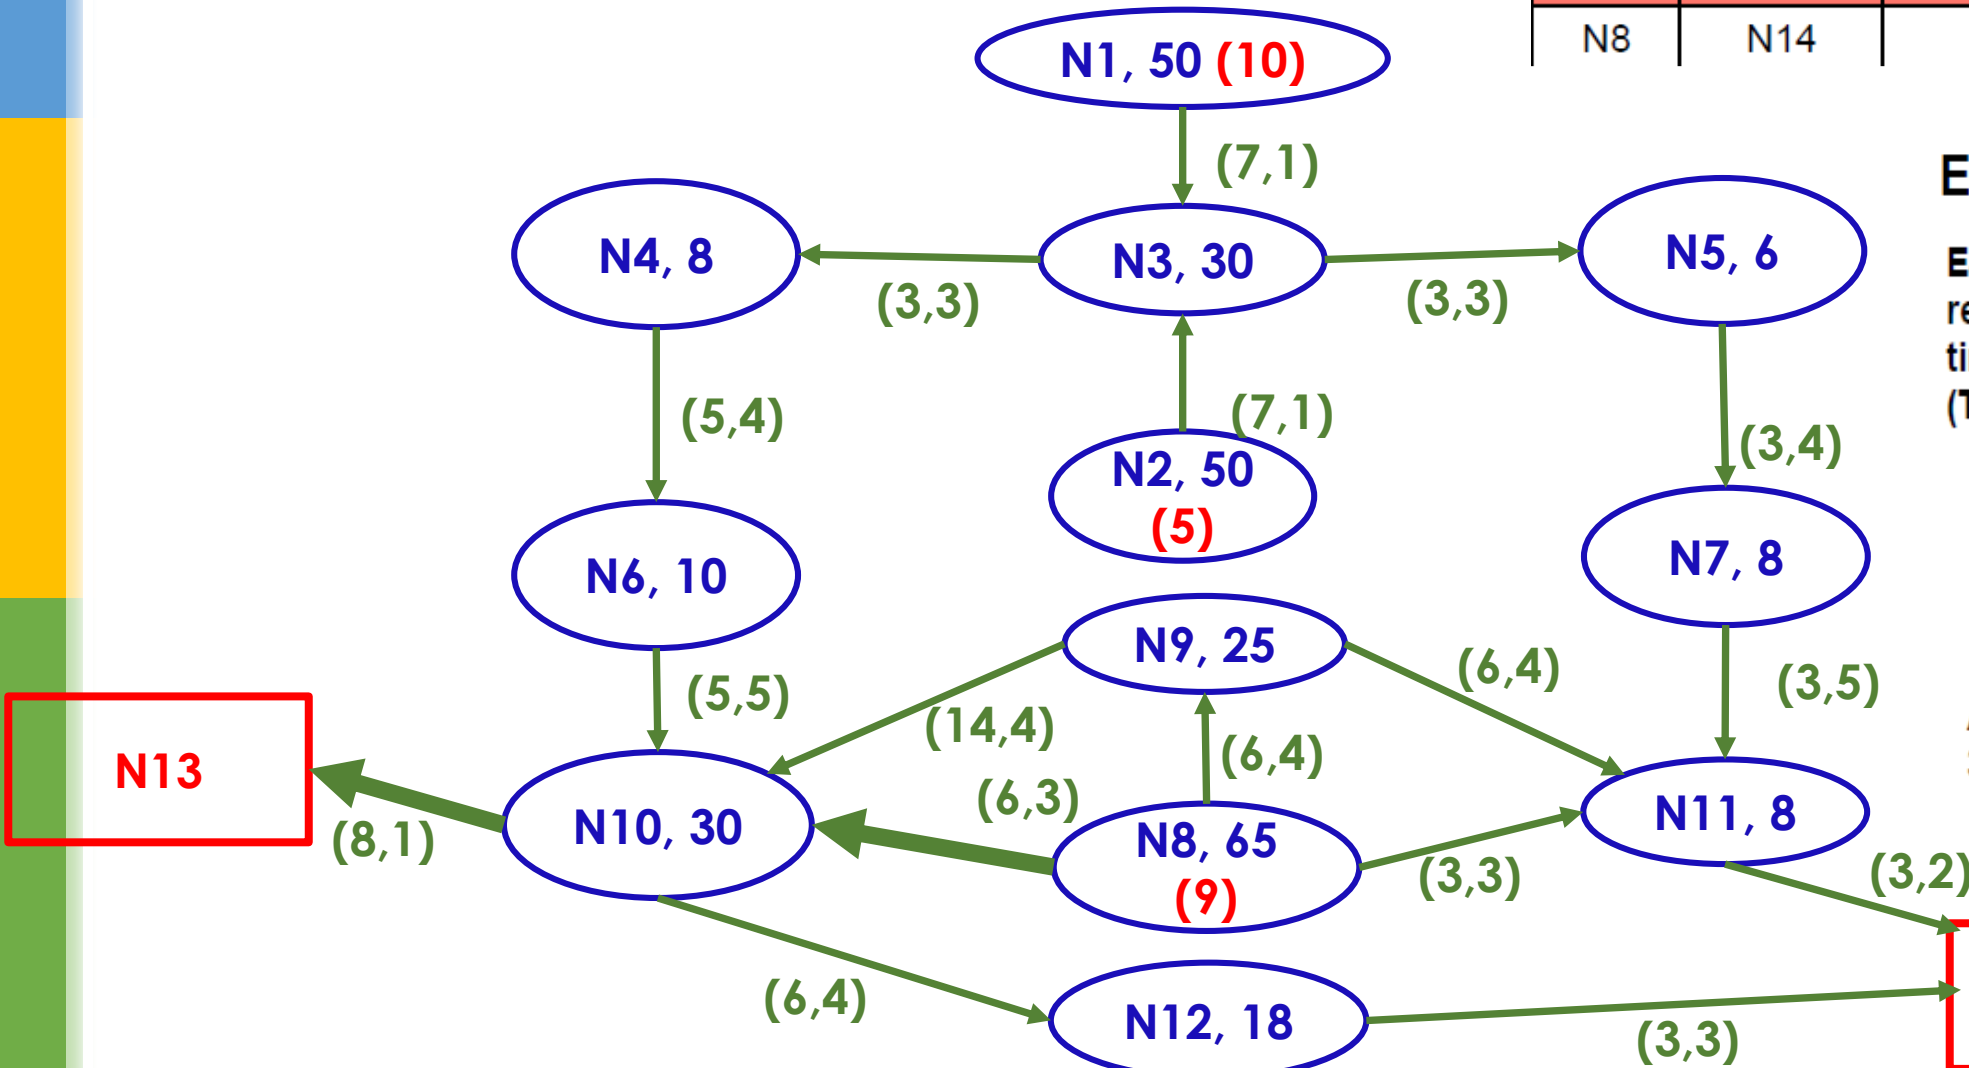 N8 N14
N1, 50 (10)
(7,1)
N4, 8
N3, 30
N5, 6
(3,3)
(3,3)
(5,4)
(7,1)
(3,4)
N2, 50
(5)
N6, 10
N7, 8
N9, 25
(6,4)
(5,5)
(14,4)
(6,4)
(3,5)
N13
(6,3)
(8,1)
N10, 30
N8, 65
(9)
N11, 8
(3,3)
(3,2)
(6,4)
N12, 18
(3,3)